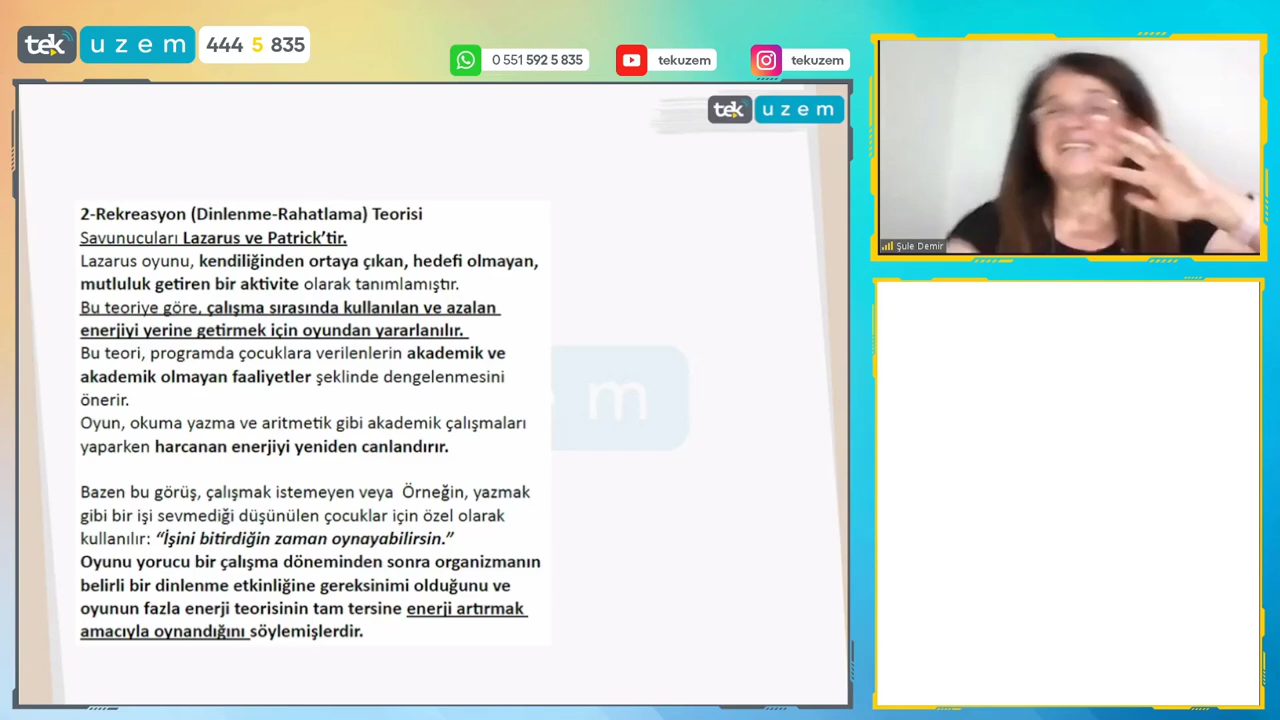 tek uzem 444 5 835
0 551 592 5 835
tekuzem
tekuzem
tek uzem
2-Rekreasyon (Dinlenme-Rahatlama) Teorisi
Savunucuları Lazarus ve Patrick’tir.
Lazarus oyunu, kendiliğinden ortaya çıkan, hedefi olmayan,
mutluluk getiren bir aktivite olarak tanımlamıştır.
Bu teoriye göre, çalışma sırasında kullanılan ve azalan
enerjiyi yerine getirmek için oyundan yararlanılır.
Bu teori, programda çocuklara verilenlerin akademik ve
akademik olmayan faaliyetler şeklinde dengelenmesini
önerir.
Oyun, okuma yazma ve aritmetik gibi akademik çalışmaları
yaparken harcanan enerjiyi yeniden canlandırır.
Bazen bu görüş, çalışmak istemeyen veya Örneğin, yazmak
gibi bir işi sevmediği düşünülen çocuklar için özel olarak
kullanılır: “İşini bitirdiğin zaman oynayabilirsin.”
Oyunu yorucu bir çalışma döneminden sonra organizmanın
belirli bir dinlenme etkinliğine gereksinimi olduğunu ve
oyunun fazla enerji teorisinin tam tersine enerji artırmak
amacıyla oynandığını söylemişlerdir.
m
Şule Demir